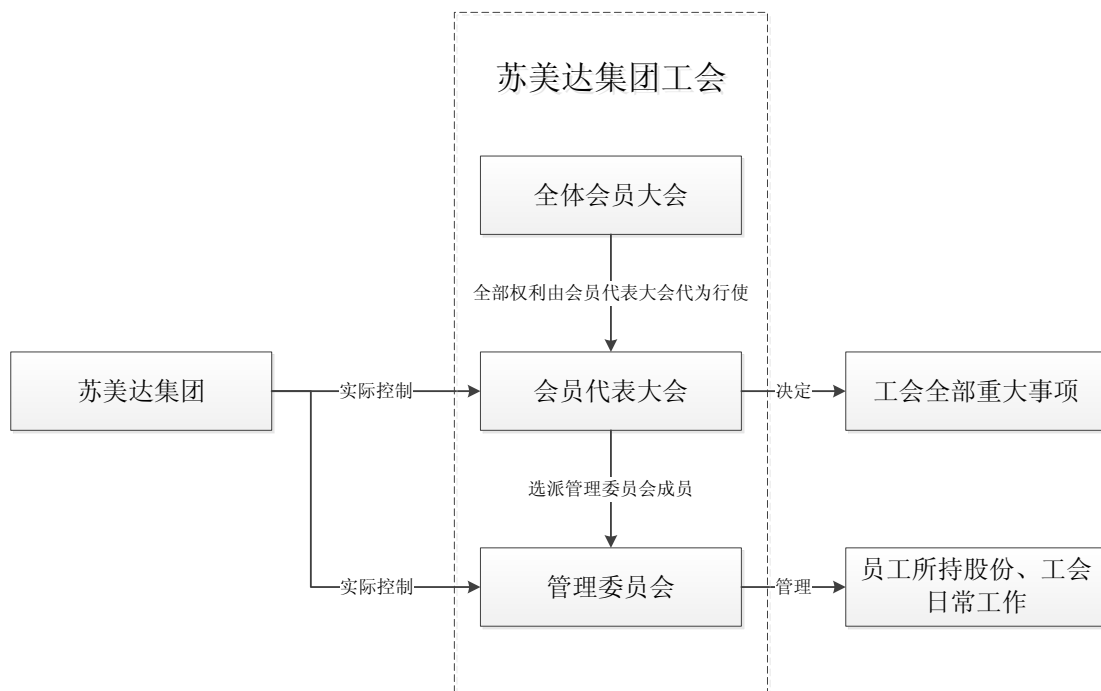 苏美达集团工会
全体会员大会
全部权利由会员代表大会代为行使
苏美达集团
实际控制
会员代表大会
决定
工会全部重大事项
选派管理委员会成员
实际控制
管理委员会
管理
员工所持股份、工会
日常工作